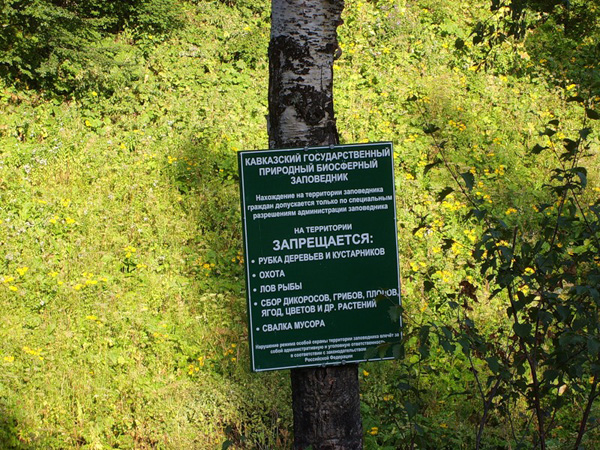 КАВКАЗСКИЙ ГОСУДАРСТВЕННЫЙ
ПРИРОДНЫЙ БИОСФЕРНЫЙ
ЗАПОВЕДНИК
Нахождение на территории заповедника
граждан допускается только по специальным
разрешениям администрации заповедника
НА ТЕРРИТОРИИ
ЗАПРЕЩАЕТСЯ:
• РУБКА ДЕРЕВЬЕВ И КУСТАРНИКОВ
• ОХОТА
• ЛОВ РЫБЫ
• СБОР ДИКОРОСОВ, ГРИБОВ, ПЛОДОВ,
ЯГОД, ЦВЕТОВ И ДР. РАСТЕНИЙ
• СВАЛКА МУСОРА
Нарушение режима особой охраны территории заповедника влечёт за
собой административную и уголовную ответственность
в соответствии с законодательством
Российской Федерации